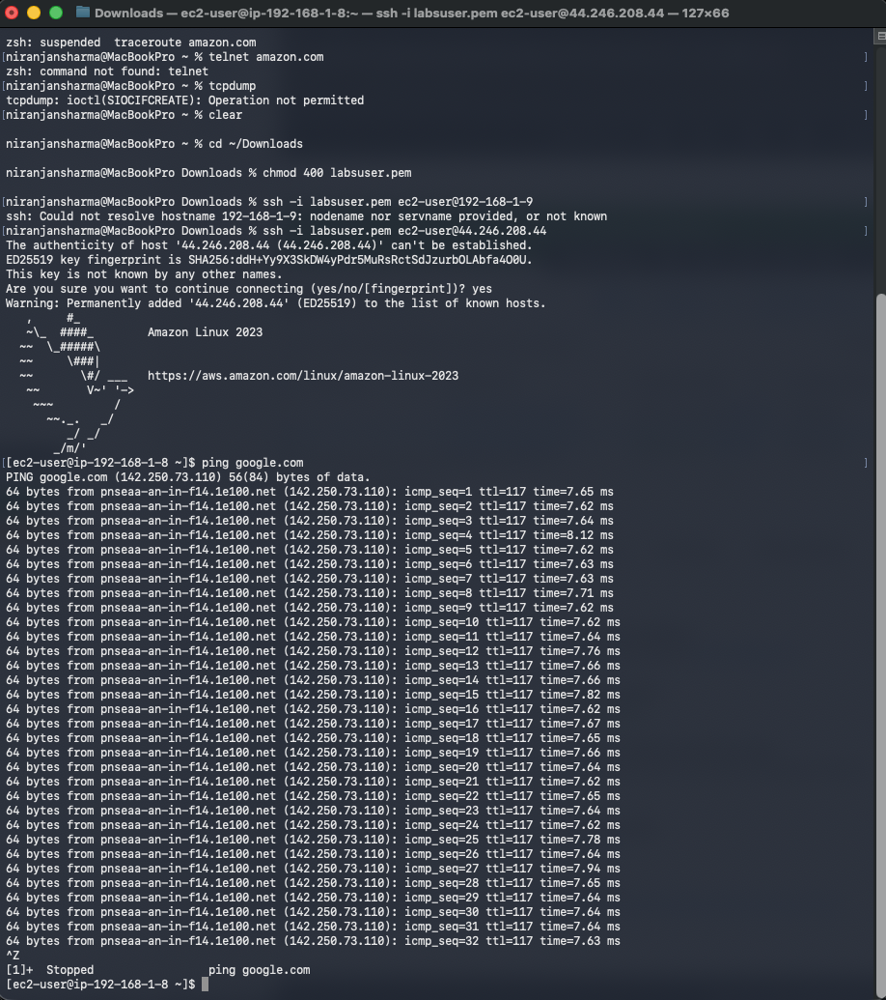 Downloads — ec2-user@ip-192-168-1-8:~ — ssh -i labsuser.pem ec2-user@44.246.208.44 — 127×66
zsh: suspended  traceroute amazon.com
[niranjansharma@MacBookPro ~ % telnet amazon.com ]
zsh: command not found: telnet
[niranjansharma@MacBookPro ~ % tcpdump ]
tcpdump: ioctl(SIOCIFCREATE): Operation not permitted
[niranjansharma@MacBookPro ~ % clear ]
niranjansharma@MacBookPro ~ % cd ~/Downloads
niranjansharma@MacBookPro Downloads % chmod 400 labsuser.pem
[niranjansharma@MacBookPro Downloads % ssh -i labsuser.pem ec2-user@192-168-1-9 ]
ssh: Could not resolve hostname 192-168-1-9: nodename nor servname provided, or not known
[niranjansharma@MacBookPro Downloads % ssh -i labsuser.pem ec2-user@44.246.208.44 ]
The authenticity of host '44.246.208.44 (44.246.208.44)' can't be established.
ED25519 key fingerprint is SHA256:ddH+Yy9X3SkDW4yPdr5MuRsRctSdJzurbOLAbfa4O0U.
This key is not known by any other names.
Are you sure you want to continue connecting (yes/no/[fingerprint])? yes
Warning: Permanently added '44.246.208.44' (ED25519) to the list of known hosts.
   ,     #_
   ~\_  ####_        Amazon Linux 2023
  ~~  \_#####\
  ~~     \###|
  ~~       \#/ ___   https://aws.amazon.com/linux/amazon-linux-2023
   ~~       V~' '->
    ~~~         /
      ~~._.   _/
         _/ _/
       _/m/'
[[ec2-user@ip-192-168-1-8 ~]$ ping google.com ]
PING google.com (142.250.73.110) 56(84) bytes of data.
64 bytes from pnseaa-an-in-f14.1e100.net (142.250.73.110): icmp_seq=1 ttl=117 time=7.65 ms
64 bytes from pnseaa-an-in-f14.1e100.net (142.250.73.110): icmp_seq=2 ttl=117 time=7.62 ms
64 bytes from pnseaa-an-in-f14.1e100.net (142.250.73.110): icmp_seq=3 ttl=117 time=7.64 ms
64 bytes from pnseaa-an-in-f14.1e100.net (142.250.73.110): icmp_seq=4 ttl=117 time=8.12 ms
64 bytes from pnseaa-an-in-f14.1e100.net (142.250.73.110): icmp_seq=5 ttl=117 time=7.62 ms
64 bytes from pnseaa-an-in-f14.1e100.net (142.250.73.110): icmp_seq=6 ttl=117 time=7.63 ms
64 bytes from pnseaa-an-in-f14.1e100.net (142.250.73.110): icmp_seq=7 ttl=117 time=7.63 ms
64 bytes from pnseaa-an-in-f14.1e100.net (142.250.73.110): icmp_seq=8 ttl=117 time=7.71 ms
64 bytes from pnseaa-an-in-f14.1e100.net (142.250.73.110): icmp_seq=9 ttl=117 time=7.62 ms
64 bytes from pnseaa-an-in-f14.1e100.net (142.250.73.110): icmp_seq=10 ttl=117 time=7.62 ms
64 bytes from pnseaa-an-in-f14.1e100.net (142.250.73.110): icmp_seq=11 ttl=117 time=7.64 ms
64 bytes from pnseaa-an-in-f14.1e100.net (142.250.73.110): icmp_seq=12 ttl=117 time=7.76 ms
64 bytes from pnseaa-an-in-f14.1e100.net (142.250.73.110): icmp_seq=13 ttl=117 time=7.66 ms
64 bytes from pnseaa-an-in-f14.1e100.net (142.250.73.110): icmp_seq=14 ttl=117 time=7.66 ms
64 bytes from pnseaa-an-in-f14.1e100.net (142.250.73.110): icmp_seq=15 ttl=117 time=7.82 ms
64 bytes from pnseaa-an-in-f14.1e100.net (142.250.73.110): icmp_seq=16 ttl=117 time=7.62 ms
64 bytes from pnseaa-an-in-f14.1e100.net (142.250.73.110): icmp_seq=17 ttl=117 time=7.67 ms
64 bytes from pnseaa-an-in-f14.1e100.net (142.250.73.110): icmp_seq=18 ttl=117 time=7.65 ms
64 bytes from pnseaa-an-in-f14.1e100.net (142.250.73.110): icmp_seq=19 ttl=117 time=7.66 ms
64 bytes from pnseaa-an-in-f14.1e100.net (142.250.73.110): icmp_seq=20 ttl=117 time=7.64 ms
64 bytes from pnseaa-an-in-f14.1e100.net (142.250.73.110): icmp_seq=21 ttl=117 time=7.62 ms
64 bytes from pnseaa-an-in-f14.1e100.net (142.250.73.110): icmp_seq=22 ttl=117 time=7.65 ms
64 bytes from pnseaa-an-in-f14.1e100.net (142.250.73.110): icmp_seq=23 ttl=117 time=7.64 ms
64 bytes from pnseaa-an-in-f14.1e100.net (142.250.73.110): icmp_seq=24 ttl=117 time=7.62 ms
64 bytes from pnseaa-an-in-f14.1e100.net (142.250.73.110): icmp_seq=25 ttl=117 time=7.78 ms
64 bytes from pnseaa-an-in-f14.1e100.net (142.250.73.110): icmp_seq=26 ttl=117 time=7.64 ms
64 bytes from pnseaa-an-in-f14.1e100.net (142.250.73.110): icmp_seq=27 ttl=117 time=7.94 ms
64 bytes from pnseaa-an-in-f14.1e100.net (142.250.73.110): icmp_seq=28 ttl=117 time=7.65 ms
64 bytes from pnseaa-an-in-f14.1e100.net (142.250.73.110): icmp_seq=29 ttl=117 time=7.64 ms
64 bytes from pnseaa-an-in-f14.1e100.net (142.250.73.110): icmp_seq=30 ttl=117 time=7.64 ms
64 bytes from pnseaa-an-in-f14.1e100.net (142.250.73.110): icmp_seq=31 ttl=117 time=7.64 ms
64 bytes from pnseaa-an-in-f14.1e100.net (142.250.73.110): icmp_seq=32 ttl=117 time=7.63 ms
^Z
[1]+  Stopped                 ping google.com
[ec2-user@ip-192-168-1-8 ~]$